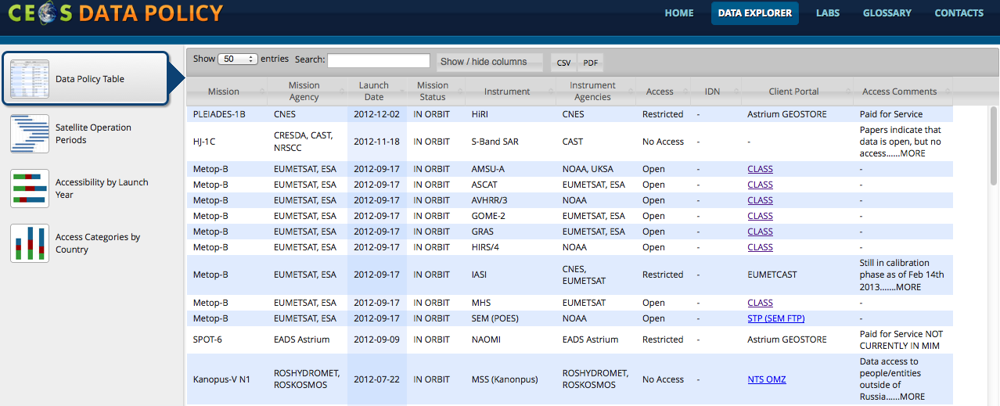 CEOS DATA POLICY
HOME DATA EXPLORER LABS GLOSSARY CONTACTS
Data Policy Table
Satellite Operation
Periods
Accessibility by Launch
Year
Access Categories by
Country
Show 50 entries Search: Show / hide columns CSV PDF
Mission Mission Agency Launch Date Mission Status Instrument Instrument Agencies Access IDN Client Portal Access Comments
PLEIADES-1B CNES 2012-12-02 IN ORBIT HiRI CNES Restricted - Astrium GEOSTORE Paid for Service
HJ-1C CRESDA, CAST, NRSCC 2012-11-18 IN ORBIT S-Band SAR CAST No Access - - Papers indicate that data is open, but no access......MORE
Metop-B EUMETSAT, ESA 2012-09-17 IN ORBIT AMSU-A NOAA, UKSA Open - CLASS -
Metop-B EUMETSAT, ESA 2012-09-17 IN ORBIT ASCAT EUMETSAT, ESA Open - CLASS -
Metop-B EUMETSAT, ESA 2012-09-17 IN ORBIT AVHRR/3 NOAA Open - CLASS -
Metop-B EUMETSAT, ESA 2012-09-17 IN ORBIT GOME-2 EUMETSAT, ESA Open - CLASS -
Metop-B EUMETSAT, ESA 2012-09-17 IN ORBIT GRAS EUMETSAT, ESA Open - CLASS -
Metop-B EUMETSAT, ESA 2012-09-17 IN ORBIT HIRS/4 NOAA Open - CLASS -
Metop-B EUMETSAT, ESA 2012-09-17 IN ORBIT IASI CNES, EUMETSAT Restricted - EUMETCAST Still in calibration phase as of Feb 14th 2013.......MORE
Metop-B EUMETSAT, ESA 2012-09-17 IN ORBIT MHS EUMETSAT Open - CLASS -
Metop-B EUMETSAT, ESA 2012-09-17 IN ORBIT SEM (POES) NOAA Open - STP (SEM FTP) -
SPOT-6 EADS Astrium 2012-09-09 IN ORBIT NAOMI EADS Astrium Restricted - Astrium GEOSTORE Paid for Service NOT CURRENTLY IN MIM
Kanopus-V N1 ROSHYDROMET, ROSKOSMOS 2012-07-22 IN ORBIT MSS (Kanonpus) ROSHYDROMET, ROSKOSMOS No Access - NTS OMZ Data access to people/entities outside of Russia......MORE